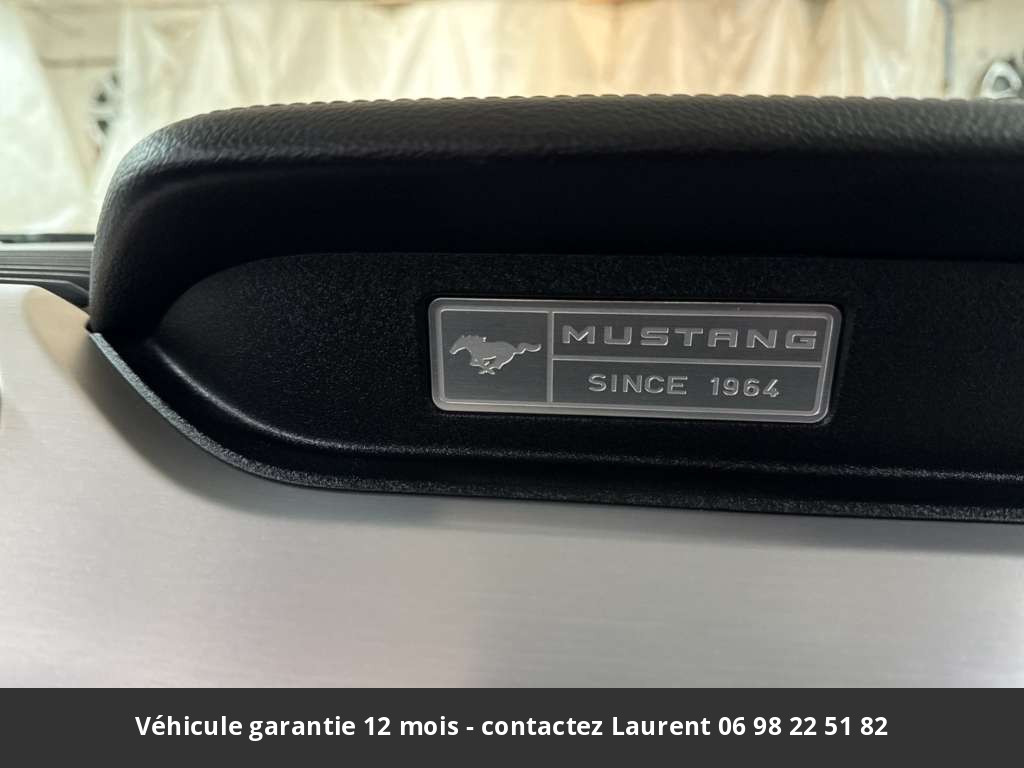 MUSTANG
SINCE 1964
Véhicule garantie 12 mois - contactez Laurent 06 98 22 51 82